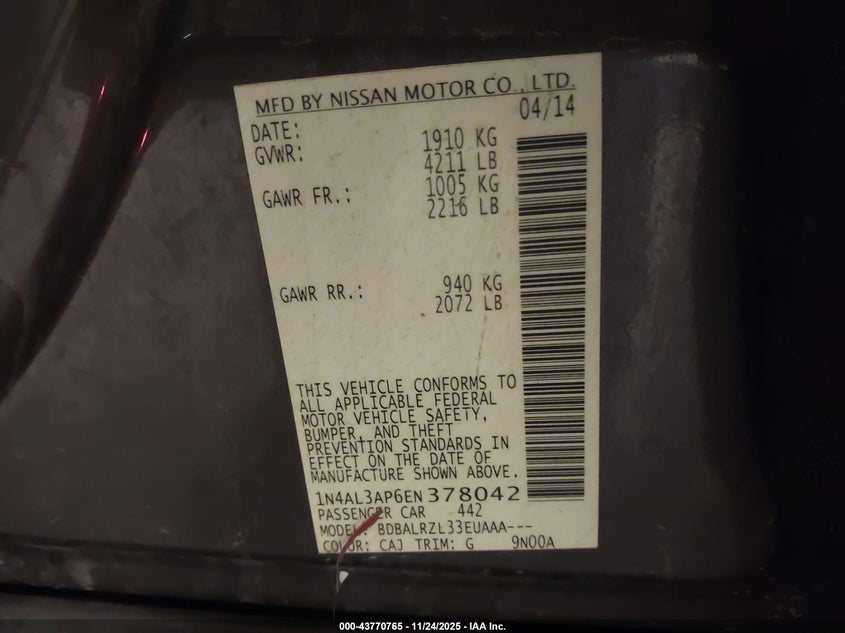 MFD BY NISSAN MOTOR CO., LTD.
DATE: 04/14
GVWR: 1910 KG
4211 LB
GAWR FR.: 1005 KG
2216 LB
GAWR RR.: 940 KG
2072 LB
THIS VEHICLE CONFORMS TO
ALL APPLICABLE FEDERAL
MOTOR VEHICLE SAFETY,
BUMPER, AND THEFT
PREVENTION STANDARDS IN
EFFECT ON THE DATE OF
MANUFACTURE SHOWN ABOVE.
1N4AL3AP6EN378042
PASSENGER CAR 442
MODEL: BDBALRZL33EUAAA---
COLOR: CAJ TRIM: G 9N00A
000-43770765 - 11/24/2025 - IAA Inc.